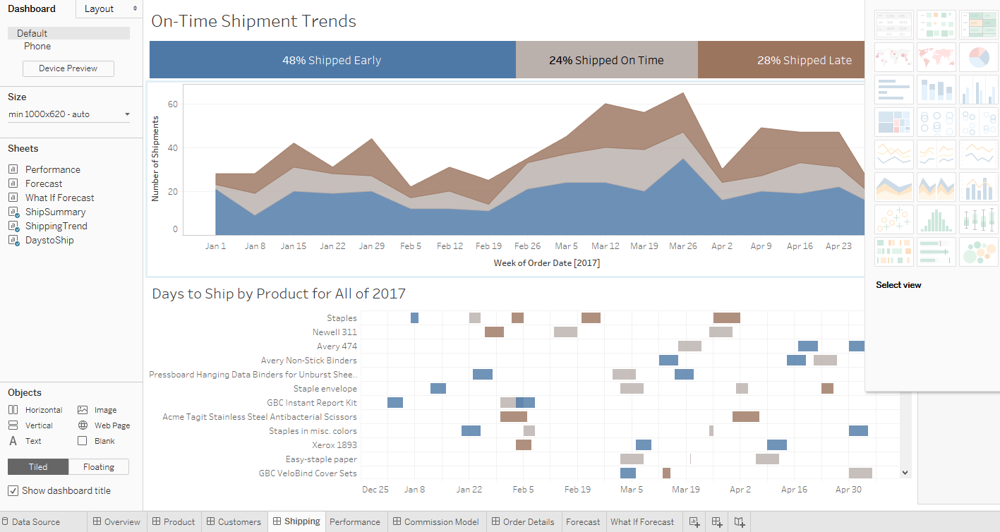 Dashboard
Layout
Default
Phone
Device Preview
Size
min 1000x620 - auto
Sheets
Performance
Forecast
What If Forecast
ShipSummary
ShippingTrend
DaystoShip
Objects
Horizontal
Image
Vertical
Web Page
A Text
Blank
Tiled
Floating
Show dashboard title
On-Time Shipment Trends
48% Shipped Early
24% Shipped On Time
28% Shipped Late
Number of Shipments
60
40
20
0
Jan 1 Jan 8 Jan 15 Jan 22 Jan 29 Feb 5 Feb 12 Feb 19 Feb 26 Mar 5 Mar 12 Mar 19 Mar 26 Apr 2 Apr 9 Apr 16 Apr 23
Week of Order Date [2017]
Days to Ship by Product for All of 2017
Staples
Newell 311
Avery 474
Avery Non-Stick Binders
Pressboard Hanging Data Binders for Unburst Shee..
Staple envelope
GBC Instant Report Kit
Acme Tagit Stainless Steel Antibacterial Scissors
Staples in misc. colors
Xerox 1893
Easy-staple paper
GBC VeloBind Cover Sets
Dec 25 Jan 8 Jan 22 Feb 5 Feb 19 Mar 5 Mar 19 Apr 2 Apr 16 Apr 30
Select view
Data Source Overview Product Customers Shipping Performance Commission Model Order Details Forecast What If Forecast